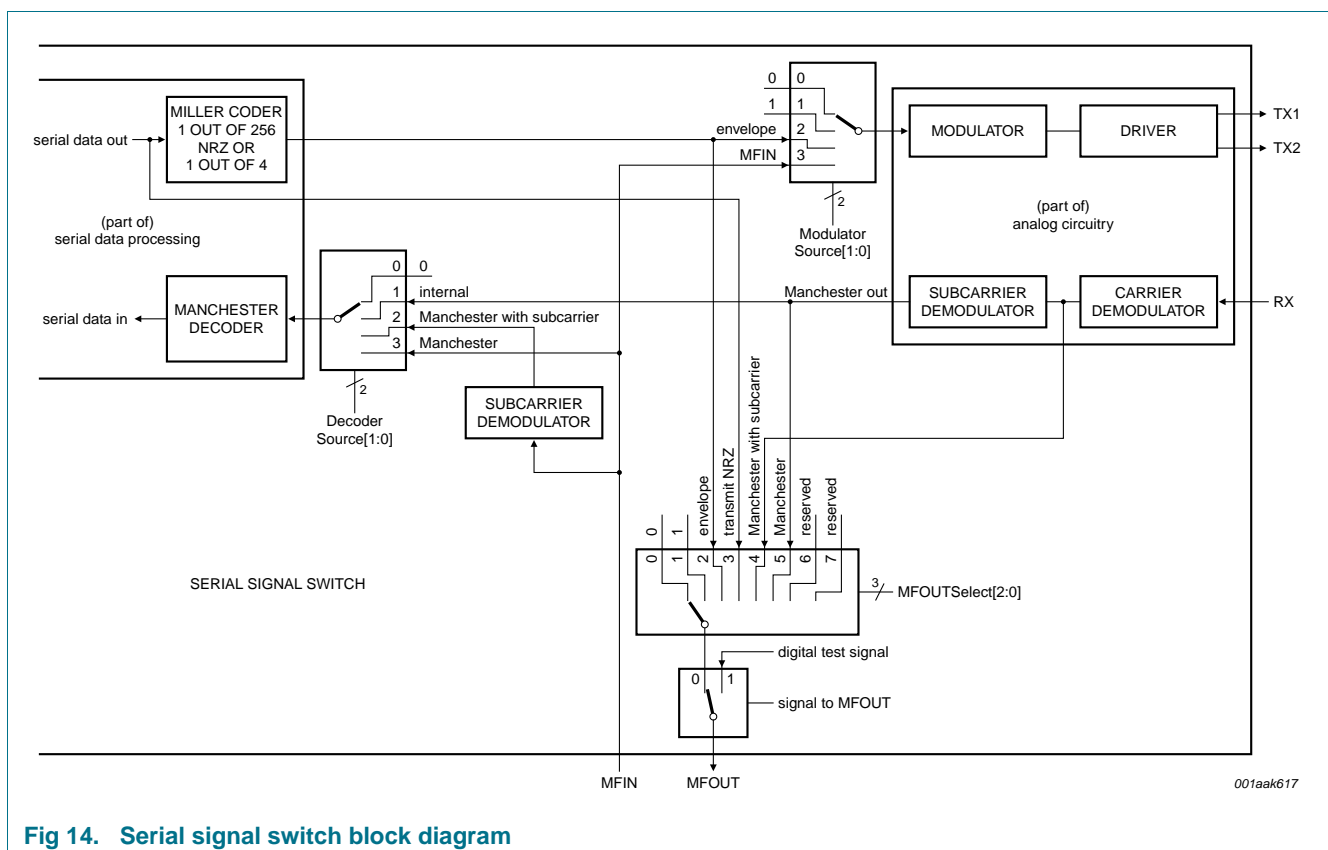 serial data out
MILLER CODER
1 OUT OF 256
NRZ OR
1 OUT OF 4
(part of)
serial data processing
serial data in
MANCHESTER
DECODER
0 0
1 internal
2 Manchester with subcarrier
3 Manchester
2
Decoder
Source[1:0]
SUBCARRIER
DEMODULATOR
0 0
1 1
envelope 2
MFIN 3
2
Modulator
Source[1:0]
MODULATOR
DRIVER
TX1
TX2
(part of)
analog circuitry
Manchester out
SUBCARRIER
DEMODULATOR
CARRIER
DEMODULATOR
RX
0 0
1 1
2 envelope
3 transmit NRZ
4 Manchester with subcarrier
5 Manchester
6 reserved
7 reserved
3
MFOUTSelect[2:0]
SERIAL SIGNAL SWITCH
digital test signal
0 1
signal to MFOUT
MFIN
MFOUT
001aak617
Fig 14. Serial signal switch block diagram